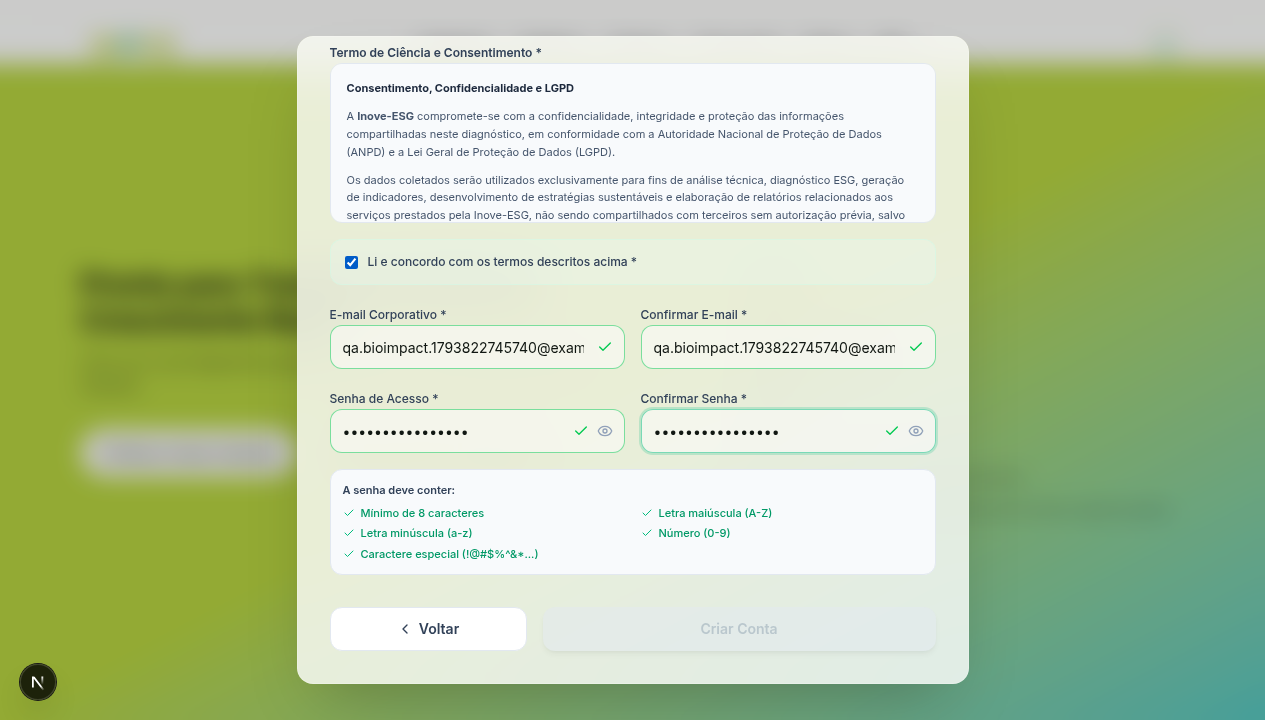 Termo de Ciência e Consentimento *
Consentimento, Confidencialidade e LGPD
A Inove-ESG compromete-se com a confidencialidade, integridade e proteção das informações
compartilhadas neste diagnóstico, em conformidade com a Autoridade Nacional de Proteção de Dados
(ANPD) e a Lei Geral de Proteção de Dados (LGPD).
Os dados coletados serão utilizados exclusivamente para fins de análise técnica, diagnóstico ESG, geração
de indicadores, desenvolvimento de estratégias sustentáveis e elaboração de relatórios relacionados aos
serviços prestados pela Inove-ESG, não sendo compartilhados com terceiros sem autorização prévia, salvo
Li e concordo com os termos descritos acima *
E-mail Corporativo * Confirmar E-mail *
qa.bioimpact.1793822745740@exam qa.bioimpact.1793822745740@exam
Senha de Acesso * Confirmar Senha *
•••••••••••••••• ••••••••••••••••
A senha deve conter:
Mínimo de 8 caracteres Letra maiúscula (A-Z)
Letra minúscula (a-z) Número (0-9)
Caractere especial (!@#$%^&*...)
Voltar Criar Conta
N